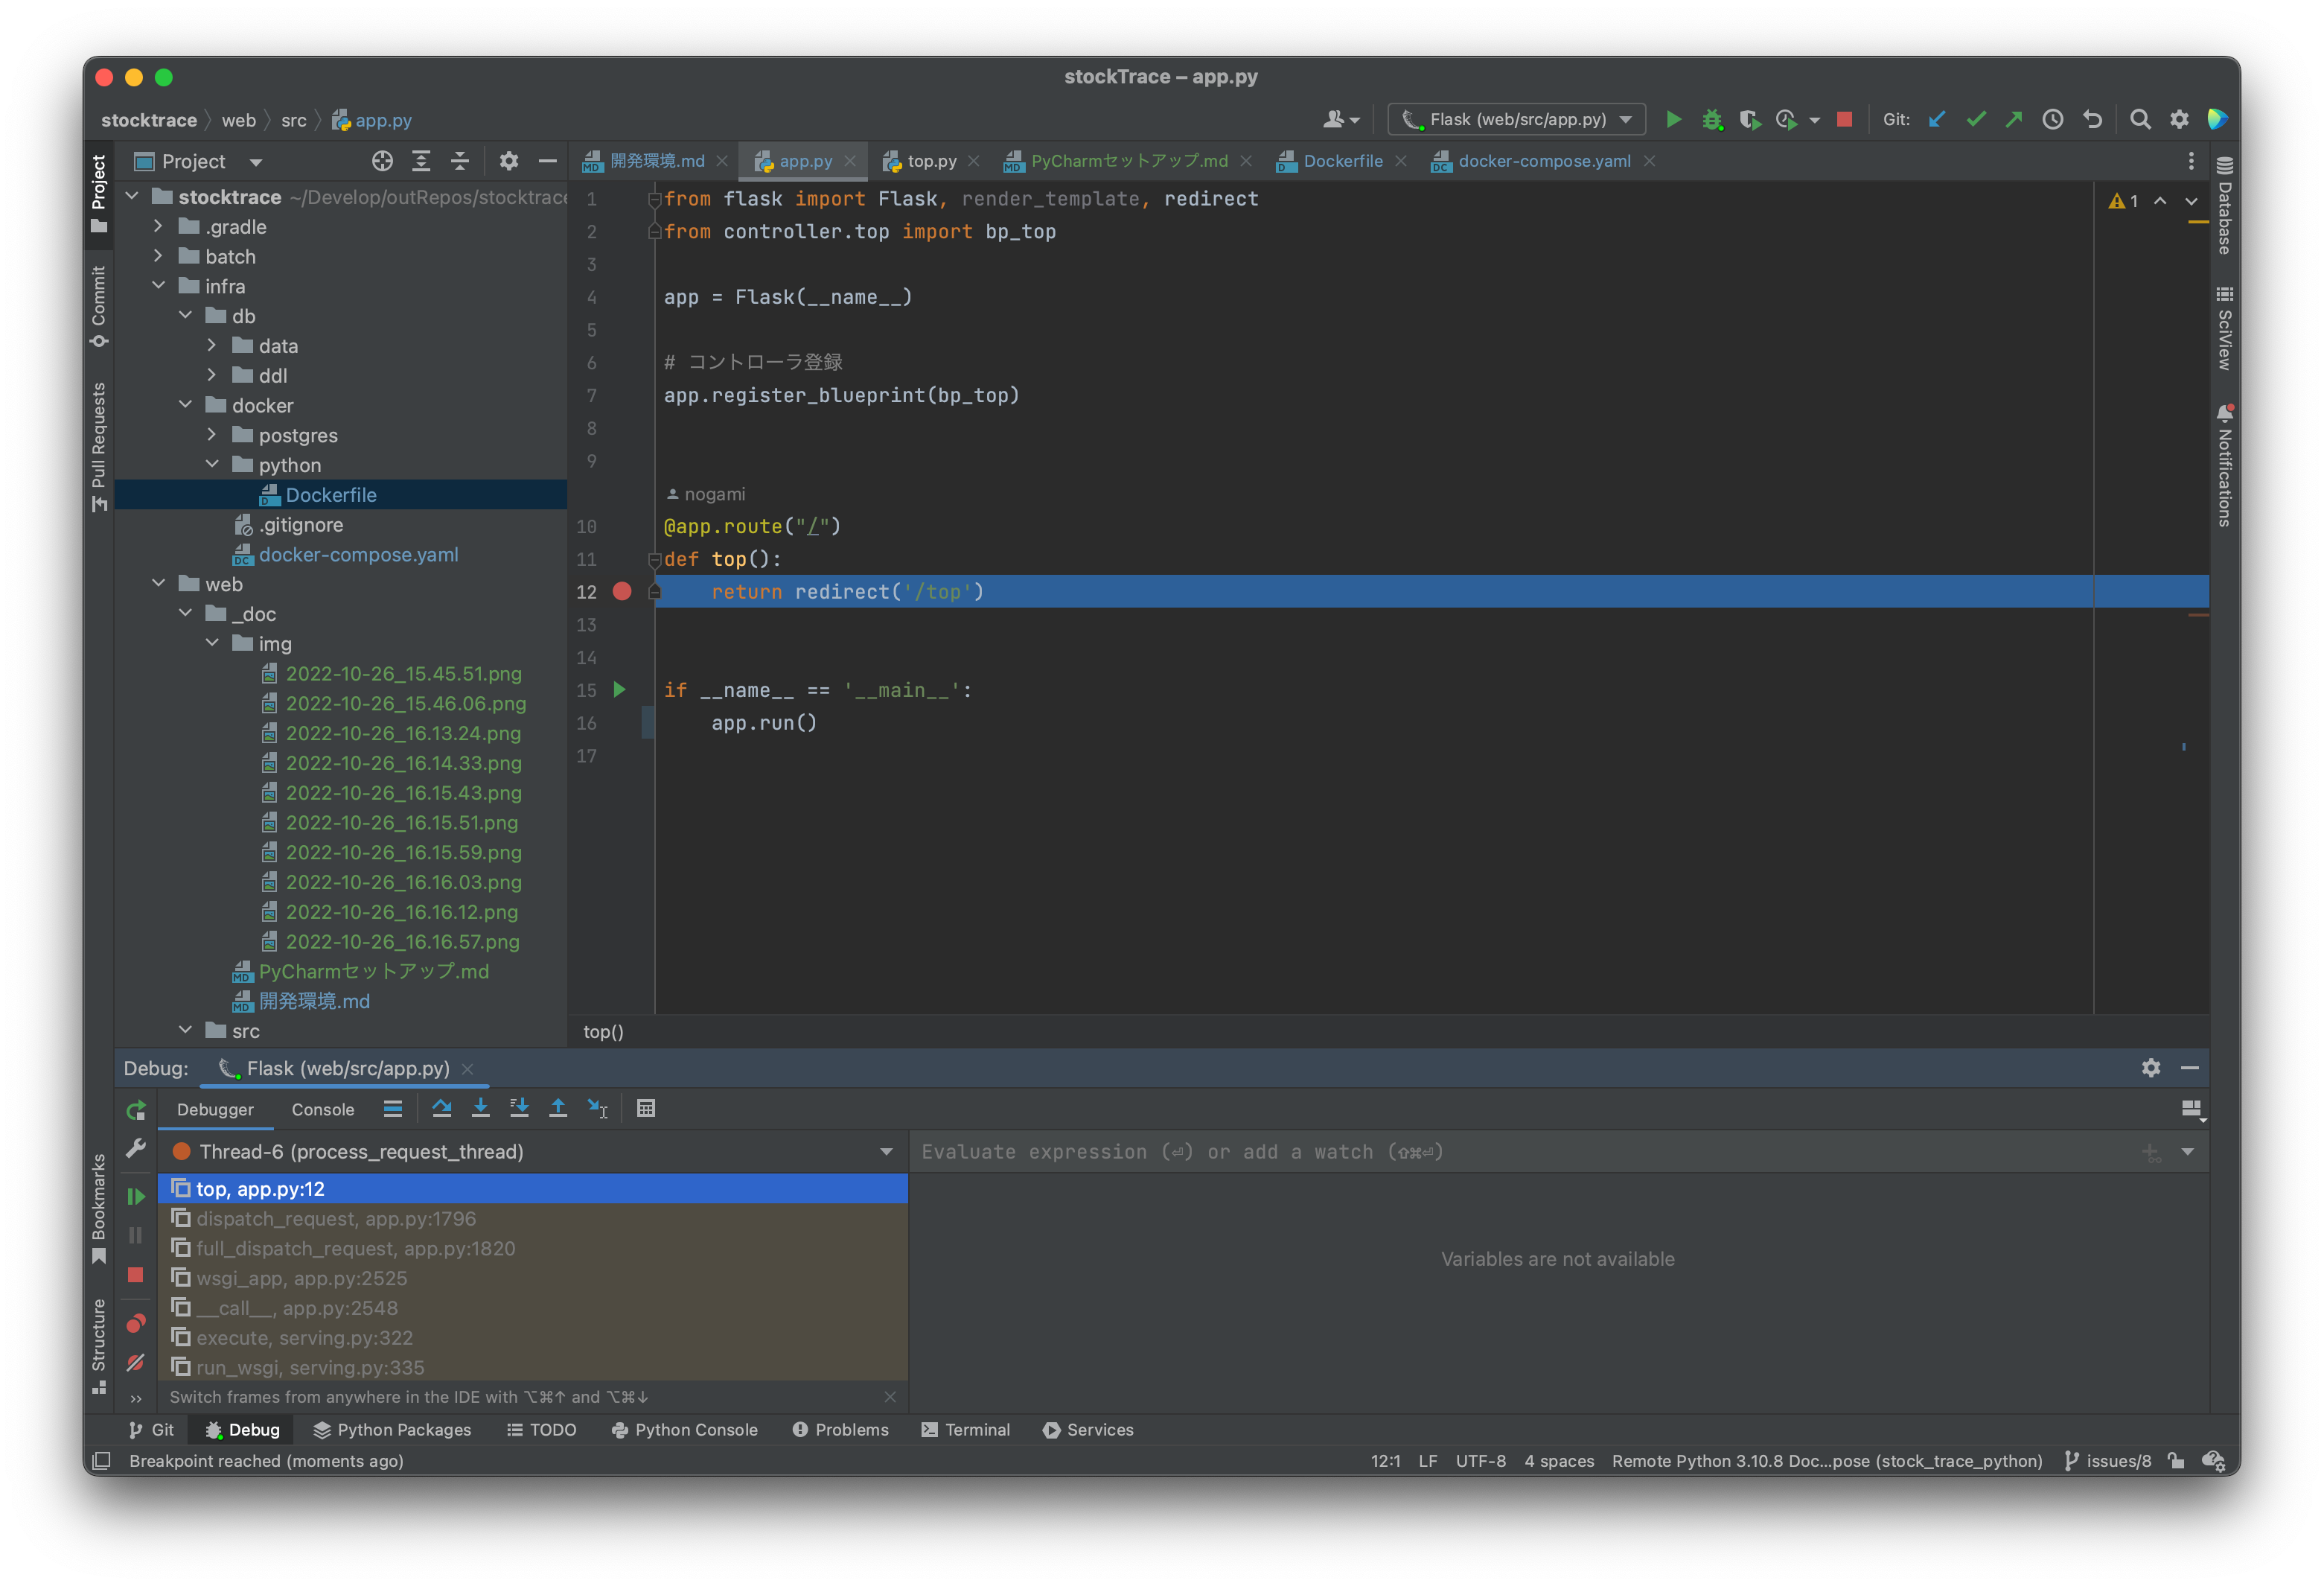 stockTrace – app.py
stocktrace
web
src
app.py
Flask (web/src/app.py)
Git:
Project
Commit
Pull Requests
Bookmarks
Structure
Project
stocktrace ~/Develop/outRepos/stocktrace
.gradle
batch
infra
db
data
ddl
docker
postgres
python
Dockerfile
.gitignore
docker-compose.yaml
web
_doc
img
2022-10-26_15.45.51.png
2022-10-26_15.46.06.png
2022-10-26_16.13.24.png
2022-10-26_16.14.33.png
2022-10-26_16.15.43.png
2022-10-26_16.15.51.png
2022-10-26_16.15.59.png
2022-10-26_16.16.03.png
2022-10-26_16.16.12.png
2022-10-26_16.16.57.png
PyCharmセットアップ.md
開発環境.md
src
開発環境.md
app.py
top.py
PyCharmセットアップ.md
Dockerfile
docker-compose.yaml
1 from flask import Flask, render_template, redirect
2 from controller.top import bp_top
3
4 app = Flask(__name__)
5
6 # コントローラ登録
7 app.register_blueprint(bp_top)
8
9
nogami
10 @app.route("/")
11 def top():
12 return redirect('/top')
13
14
15 if __name__ == '__main__':
16 app.run()
17
1
top()
Database
SciView
Notifications
Debug:
Flask (web/src/app.py)
Debugger
Console
Thread-6 (process_request_thread)
Evaluate expression (⏎) or add a watch (⇧⌘⏎)
top, app.py:12
dispatch_request, app.py:1796
full_dispatch_request, app.py:1820
wsgi_app, app.py:2525
__call__, app.py:2548
execute, serving.py:322
run_wsgi, serving.py:335
Switch frames from anywhere in the IDE with ⌥⌘↑ and ⌥⌘↓
Variables are not available
Git
Debug
Python Packages
TODO
Python Console
Problems
Terminal
Services
Breakpoint reached (moments ago)
12:1
LF
UTF-8
4 spaces
Remote Python 3.10.8 Doc...pose (stock_trace_python)
issues/8